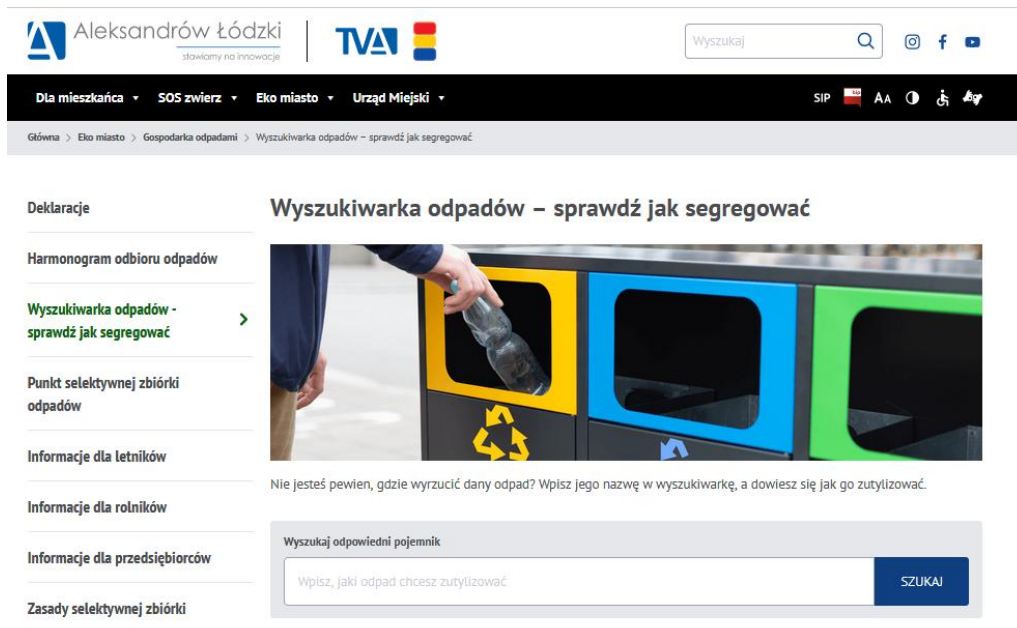 Aleksandrów Łódzki
stawiamy na innowacje
TVA
Wyszukaj
Dla mieszkańca
SOS zwierz
Eko miasto
Urząd Miejski
SIP
bip
AA
Główna > Eko miasto > Gospodarka odpadami > Wyszukiwarka odpadów – sprawdź jak segregować
Deklaracje
Harmonogram odbioru odpadów
Wyszukiwarka odpadów -
sprawdź jak segregować
Punkt selektywnej zbiórki
odpadów
Informacje dla letników
Informacje dla rolników
Informacje dla przedsiębiorców
Zasady selektywnej zbiórki
Wyszukiwarka odpadów – sprawdź jak segregować
Nie jesteś pewien, gdzie wyrzucić dany odpad? Wpisz jego nazwę w wyszukiwarkę, a dowiesz się jak go zutylizować.
Wyszukaj odpowiedni pojemnik
Wpisz, jaki odpad chcesz zutylizować
SZUKAJ